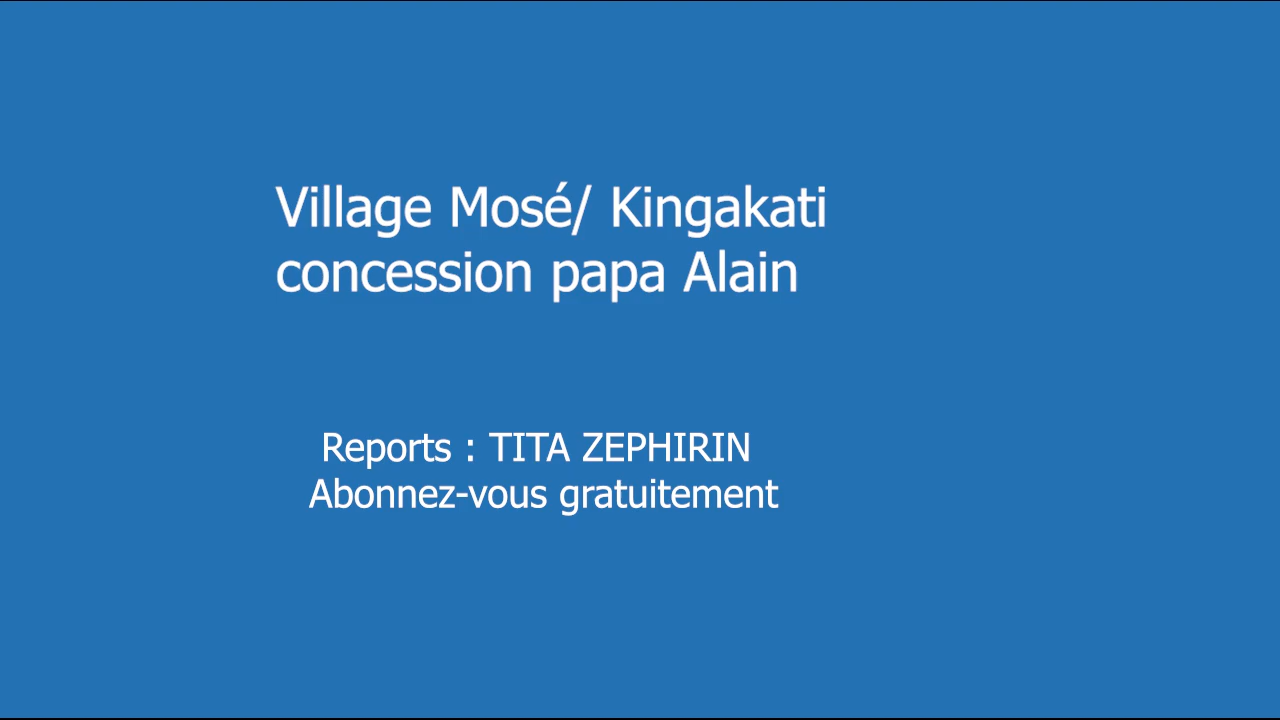 Village Mosé/ Kingakati
concession papa Alain
Reports : TITA ZEPHIRIN
Abonnez-vous gratuitement